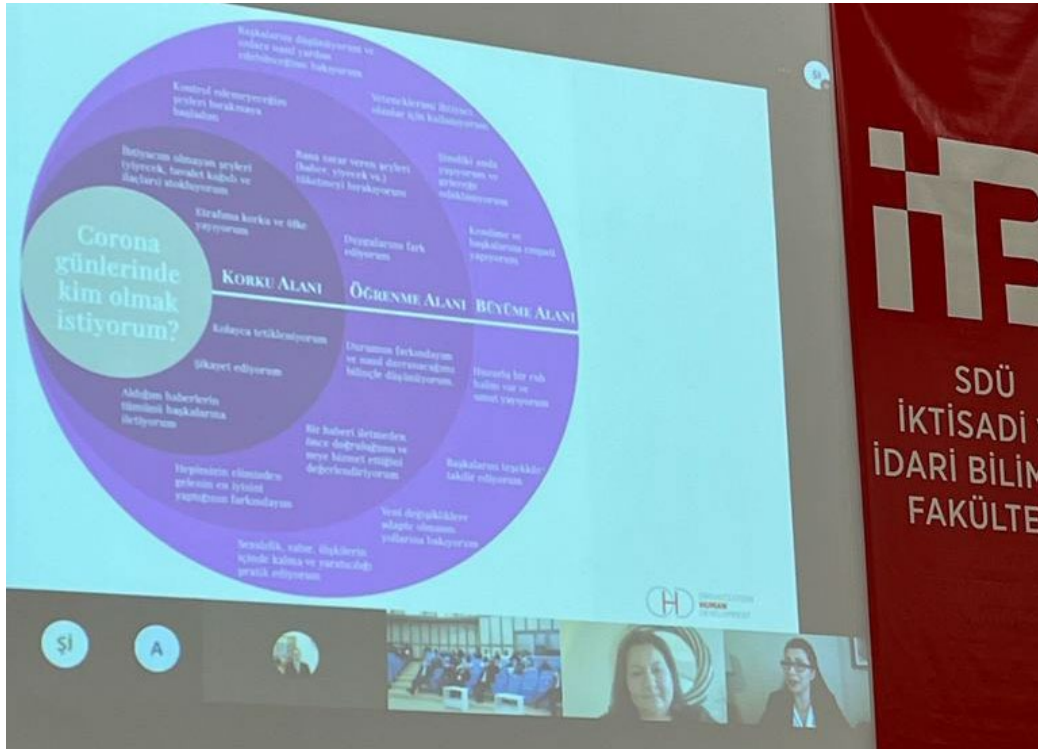 Başkalarını düşünüyorum ve
onlara nasıl yardım
edebileceğime bakıyorum
Kontrol edemeyeceğim
şeyleri bırakmaya
başladım
Yeteneklerimi ihtiyacı
olanlar için kullanıyorum
İhtiyacım olmayan şeyleri
(yiyecek, tuvalet kağıdı ve
ilaçlar) stokluyorum
Bana zarar veren şeyleri
(haber, yiyecek vs.)
tüketmeyi bırakıyorum
Şimdiki anda
yaşıyorum ve
geleceğe
odaklanıyorum
Etrafıma korku ve öfke
yayıyorum
Duygularımı fark
ediyorum
Kendime ve
başkalarına empati
yapıyorum
Corona
günlerinde
kim olmak
istiyorum?
KORKU ALANI
ÖĞRENME ALANI
BÜYÜME ALANI
Kolayca tetikleniyorum
Şikayet ediyorum
Aldığım haberlerin
tümünü başkalarına
iletiyorum
Durumun farkındayım
ve nasıl davranacağımı
bilinçle düşünüyorum
Huzurlu bir ruh
halim var ve
umut yayıyorum
Bir haberi iletmeden
önce doğruluğunu ve
neye hizmet ettiğini
değerlendiriyorum
Hepimizin elimizden
gelenin en iyisini
yaptığının farkındayım
Başkalarına teşekkür
takdir ediyorum
Yeni değişikliklere
adapte olmanın
yollarına bakıyorum
Sessizlik, sabır, ilişkilerin
içinde kalma ve yaratıcılığı
pratik ediyorum
OHD
HUMAN
DEVELOPMENT
Şİ
A
Şİ
SDÜ
İKTİSADİ
İDARİ BİLİM
FAKÜLTE